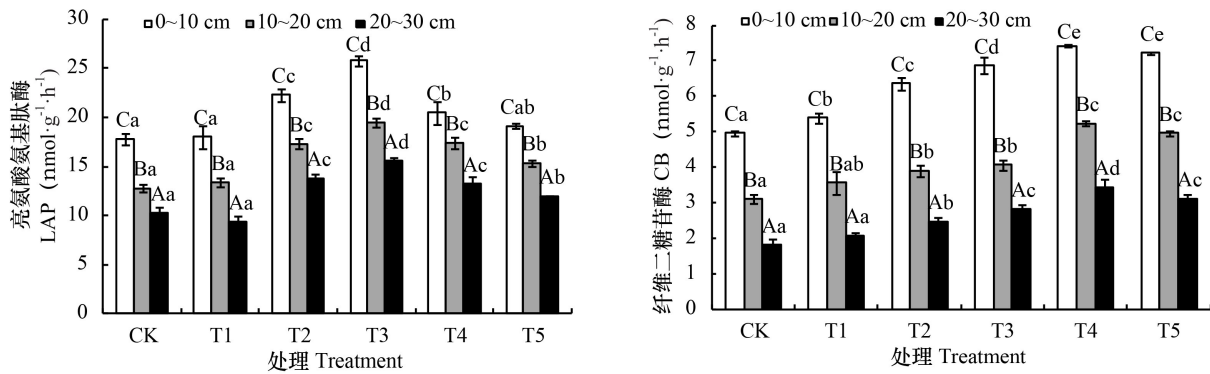 0~10 cm 10~20 cm 20~30 cm
亮氨酸氨基肽酶
LAP (nmol·g⁻¹·h⁻¹)
30
25
20
15
10
5
0
Ca Ba Aa
Ca Ba Aa
Cc Bc Ac
Cd Bd Ad
Cb Bc Ac
Cab Bb Ab
CK T1 T2 T3 T4 T5
处理 Treatment
0~10 cm 10~20 cm 20~30 cm
纤维二糖苷酶 CB (nmol·g⁻¹·h⁻¹)
8
7
6
5
4
3
2
1
0
Ca Ba Aa
Cb Bab Aa
Cc Bb Ab
Cd Bb Ac
Ce Bc Ad
Ce Bc Ac
CK T1 T2 T3 T4 T5
处理 Treatment